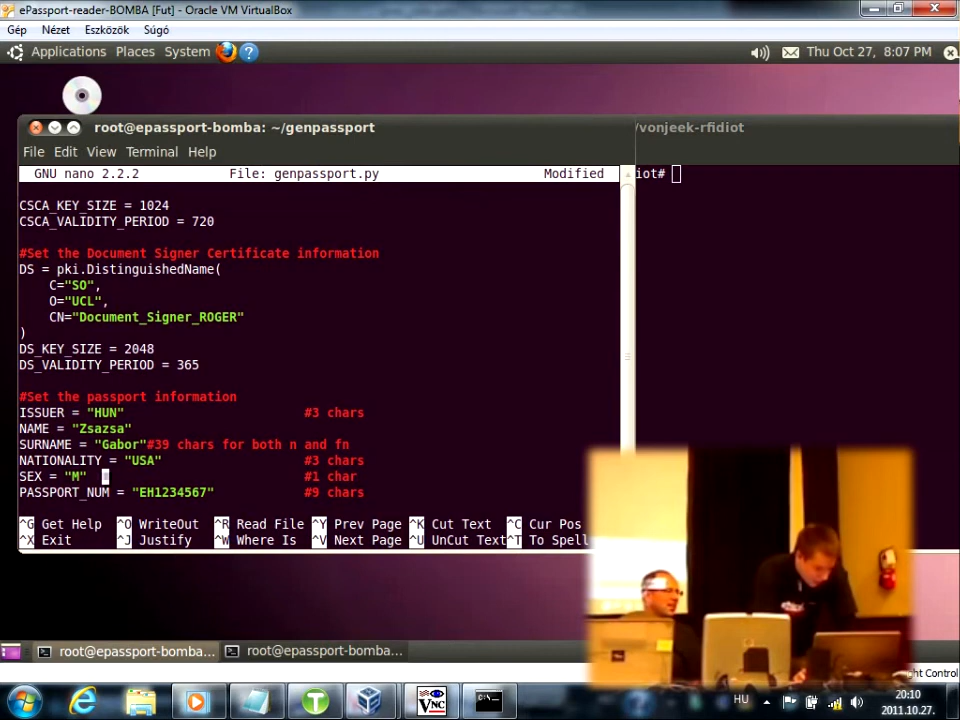 ePassport-reader-BOMBA [Fut] - Oracle VM VirtualBox
Gép Nézet Eszközök Súgó
Applications Places System Thu Oct 27, 8:07 PM
root@epassport-bomba: ~/genpassport /vonjeek-rfidiot
File Edit View Terminal Help
GNU nano 2.2.2 File: genpassport.py Modified iot#
CSCA_KEY_SIZE = 1024
CSCA_VALIDITY_PERIOD = 720
#Set the Document Signer Certificate information
DS = pki.DistinguishedName(
C="SO",
O="UCL",
CN="Document_Signer_ROGER"
)
DS_KEY_SIZE = 2048
DS_VALIDITY_PERIOD = 365
#Set the passport information
ISSUER = "HUN" #3 chars
NAME = "Zsazsa"
SURNAME = "Gabor"#39 chars for both n and fn
NATIONALITY = "USA" #3 chars
SEX = "M" #1 char
PASSPORT_NUM = "EH1234567" #9 chars
^G Get Help ^O WriteOut ^R Read File ^Y Prev Page ^K Cut Text ^C Cur Pos
^X Exit ^J Justify ^W Where Is ^V Next Page ^U UnCut Text^T To Spell
root@epassport-bomba... root@epassport-bomba...
ght Control
VNC HU 20:10
2011.10.27.